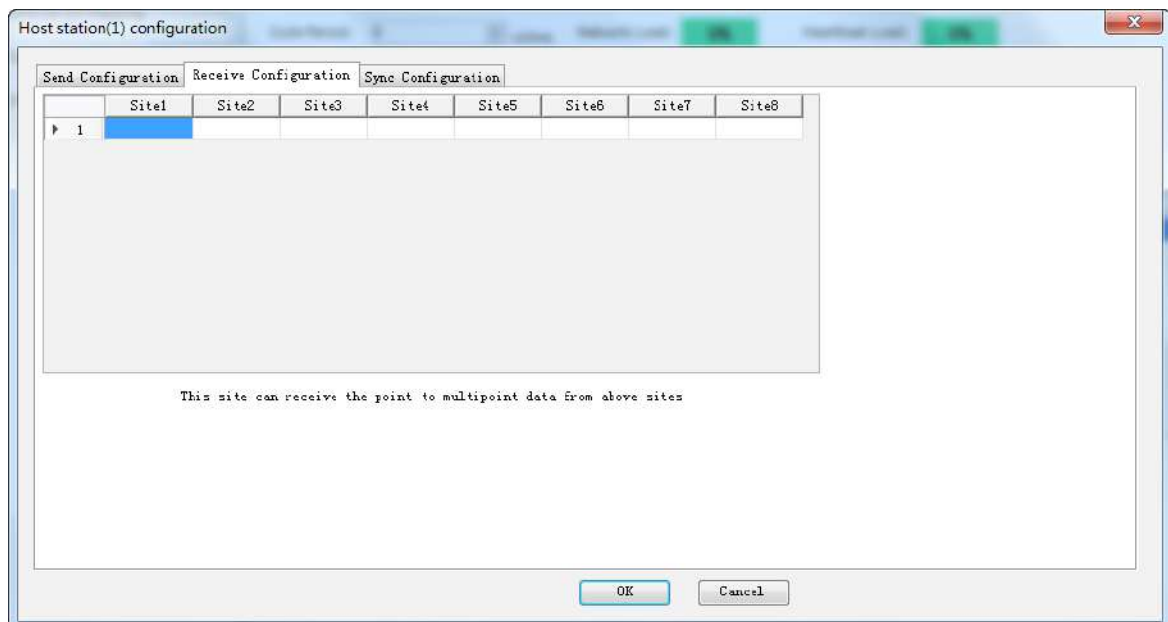 Host station(1) configuration
Send Configuration Receive Configuration Sync Configuration
Site1 Site2 Site3 Site4 Site5 Site6 Site7 Site8
1
This site can receive the point to multipoint data from above sites
OK Cancel